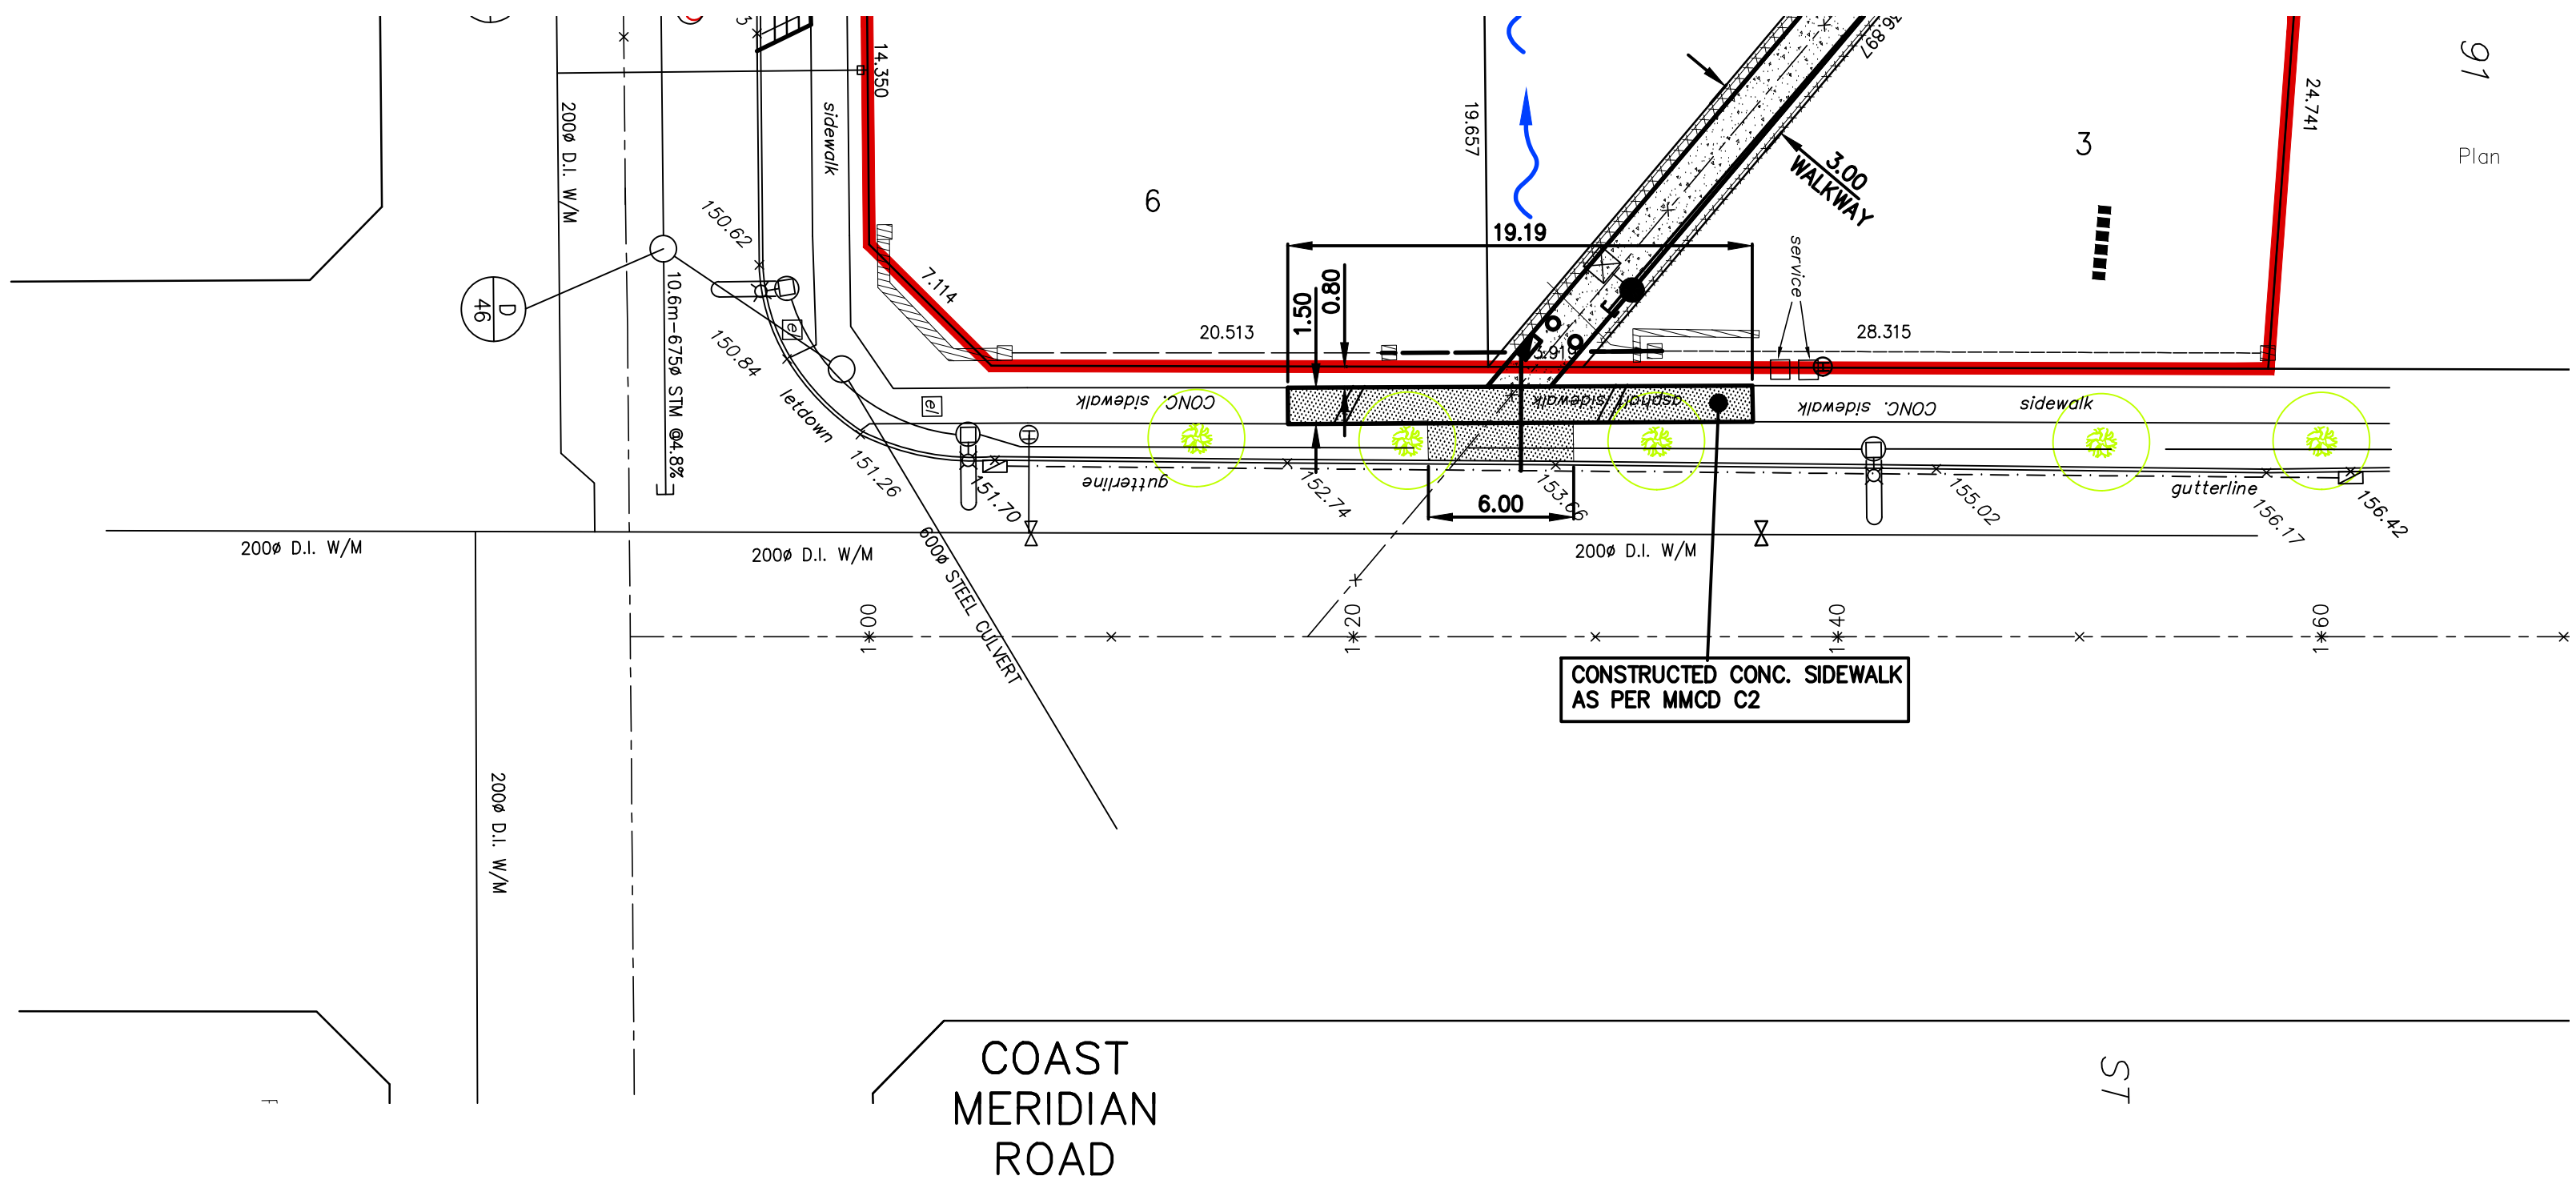 14.350
sidewalk
200ø D.I. W/M
150.62
D
46
10.6m-675ø STM @4.8%
7.114
150.84
letdown
el
el
6
19.657
19.19
1.50
0.80
20.513
3.00
WALKWAY
3
24.741
91
Plan
service
28.315
CONC. sidewalk
asphalt sidewalk
CONC. sidewalk
sidewalk
151.26
151.70
gutterline
152.74
6.00
153.66
155.02
gutterline
156.17
156.42
200ø D.I. W/M
200ø D.I. W/M
200ø D.I. W/M
600ø STEEL CULVERT
1+00
1+20
1+40
1+60
CONSTRUCTED CONC. SIDEWALK
AS PER MMCD C2
200ø D.I. W/M
COAST
MERIDIAN
ROAD
ST